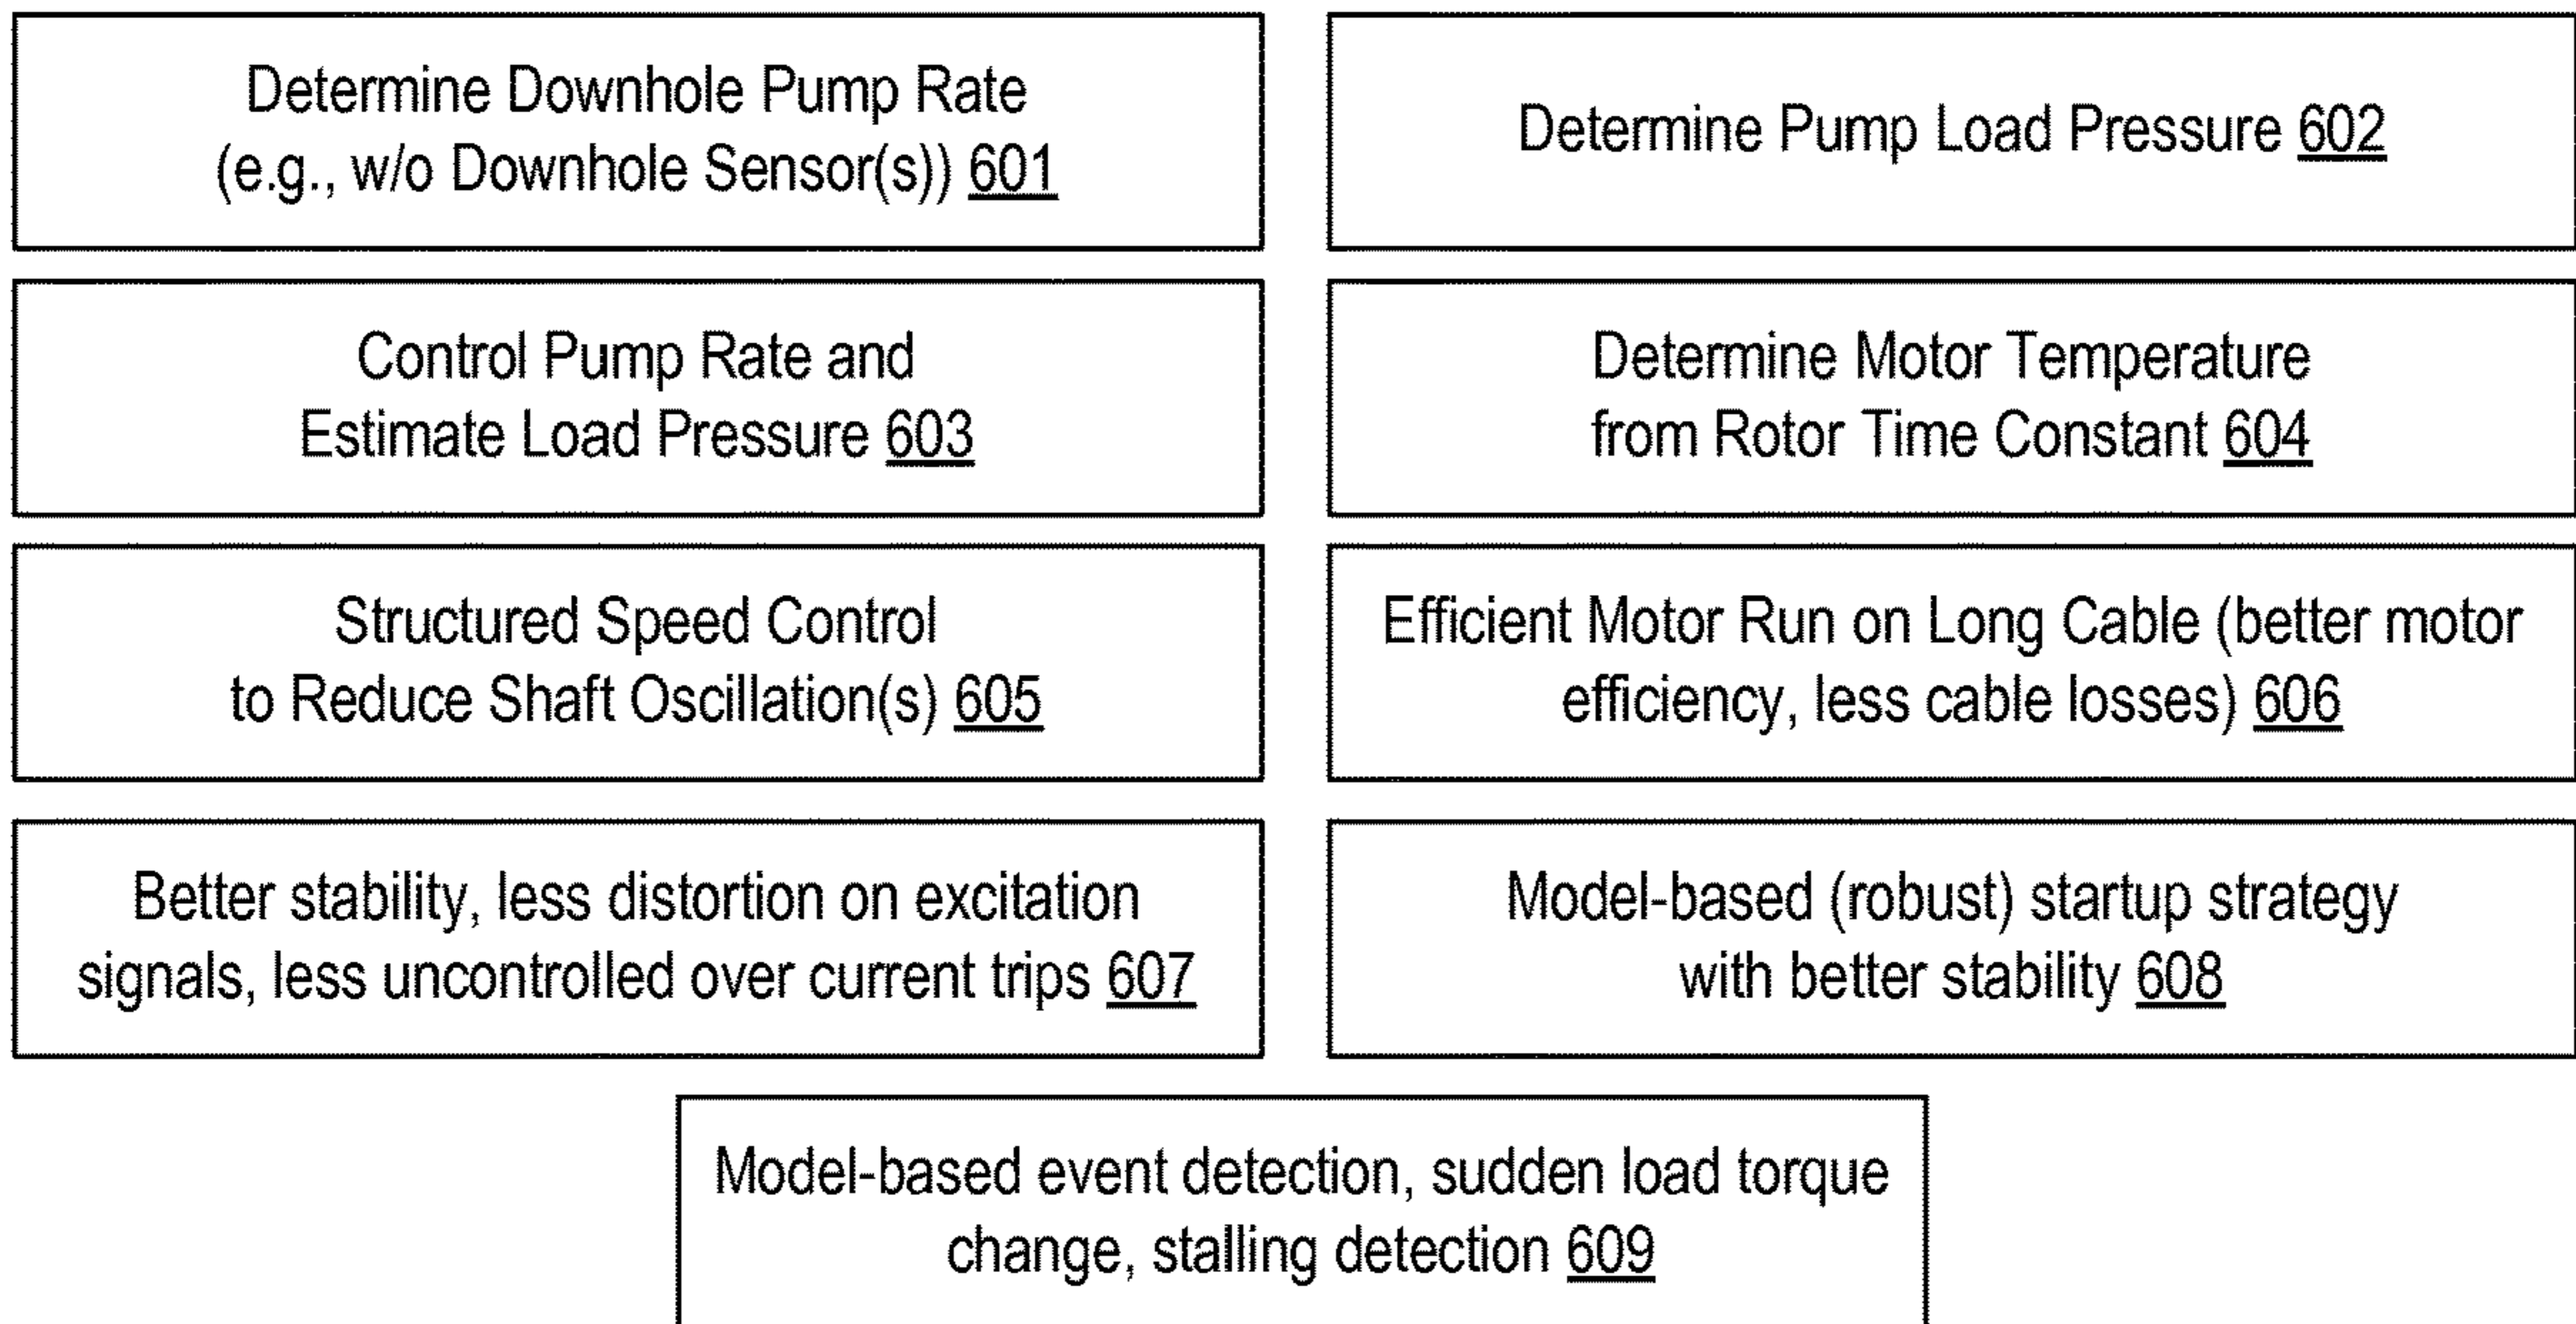 Determine Downhole Pump Rate
(e.g., w/o Downhole Sensor(s)) 601
Determine Pump Load Pressure 602
Control Pump Rate and
Estimate Load Pressure 603
Determine Motor Temperature
from Rotor Time Constant 604
Structured Speed Control
to Reduce Shaft Oscillation(s) 605
Efficient Motor Run on Long Cable (better motor
efficiency, less cable losses) 606
Better stability, less distortion on excitation
signals, less uncontrolled over current trips 607
Model-based (robust) startup strategy
with better stability 608
Model-based event detection, sudden load torque
change, stalling detection 609